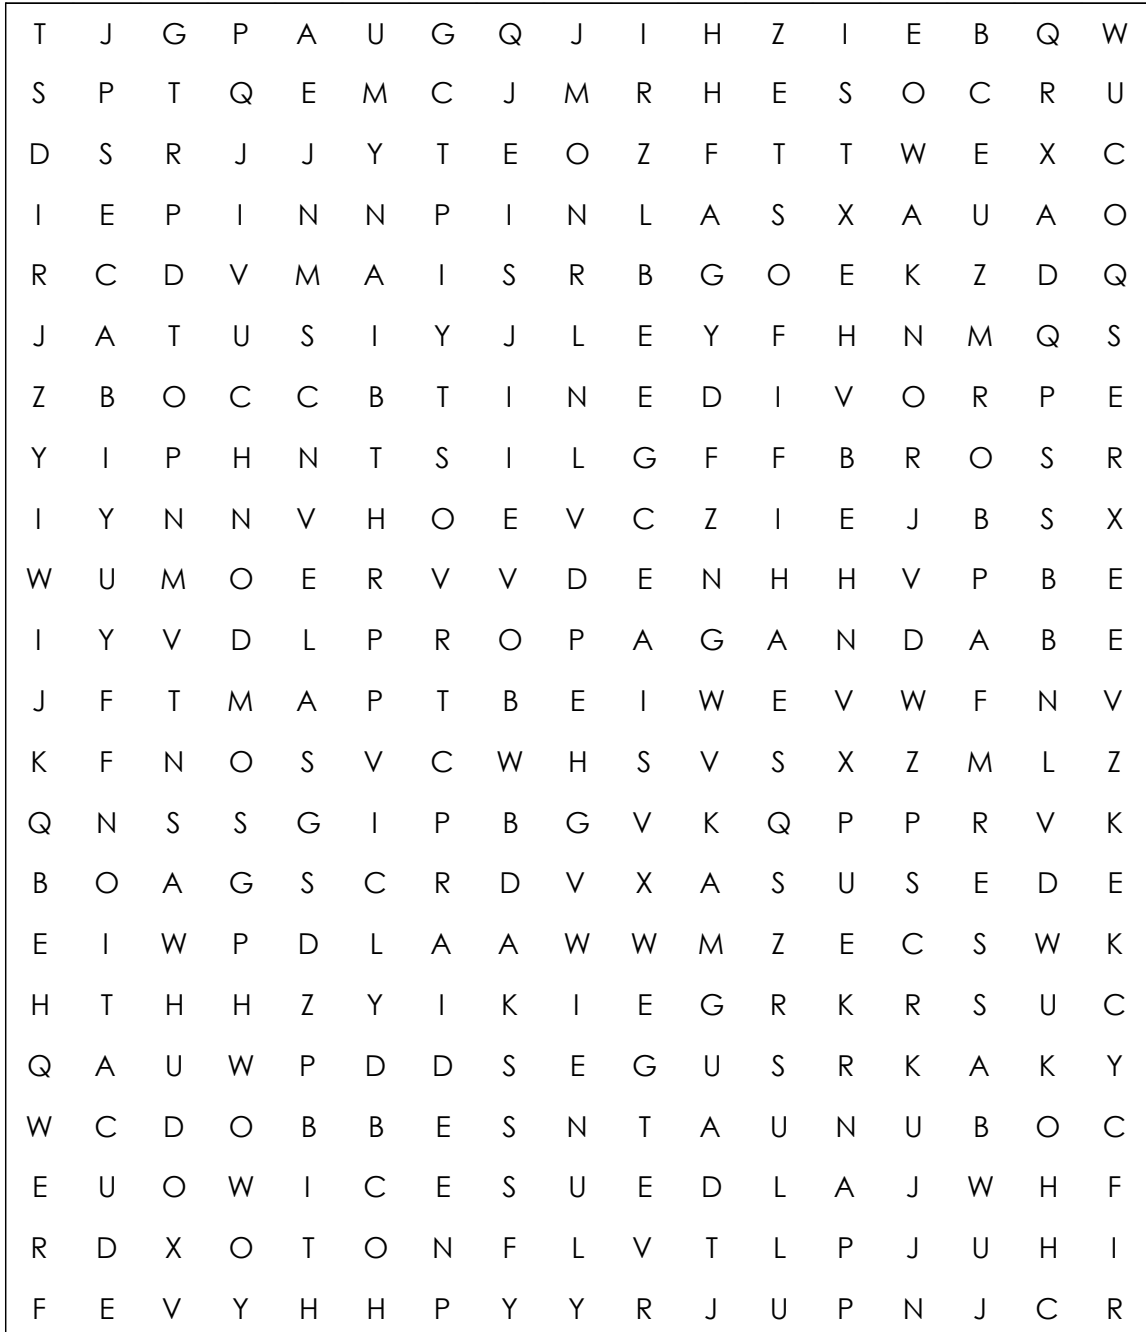 T J G P A U G Q J I H Z I E B Q W
S P T Q E M C J M R H E S O C R U
D S R J J Y T E O Z F T T W E X C
I E P I N N P I N L A S X A U A O
R C D V M A I S R B G O E K Z D Q
J A T U S I Y J L E Y F H N M Q S
Z B O C C B T I N E D I V O R P E
Y I P H N T S I L G F F B R O S R
I Y N N V H O E V C Z I E J B S X
W U M O E R V V D E N H H V P B E
I Y V D L P R O P A G A N D A B E
J F T M A P T B E I W E V W F N V
K F N O S V C W H S V S X Z M L Z
Q N S S G I P B G V K Q P P R V K
B O A G S C R D V X A S U S E D E
E I W P D L A A W W M Z E C S W K
H T H H Z Y I K I E G R K R S U C
Q A U W P D D S E G U S R K A K Y
W C D O B B E S N T A U N U B O C
E U O W I C E S U E D L A J W H F
R D X O T O N F L V T L P J U H I
F E V Y H H P Y Y R J U P N J C R